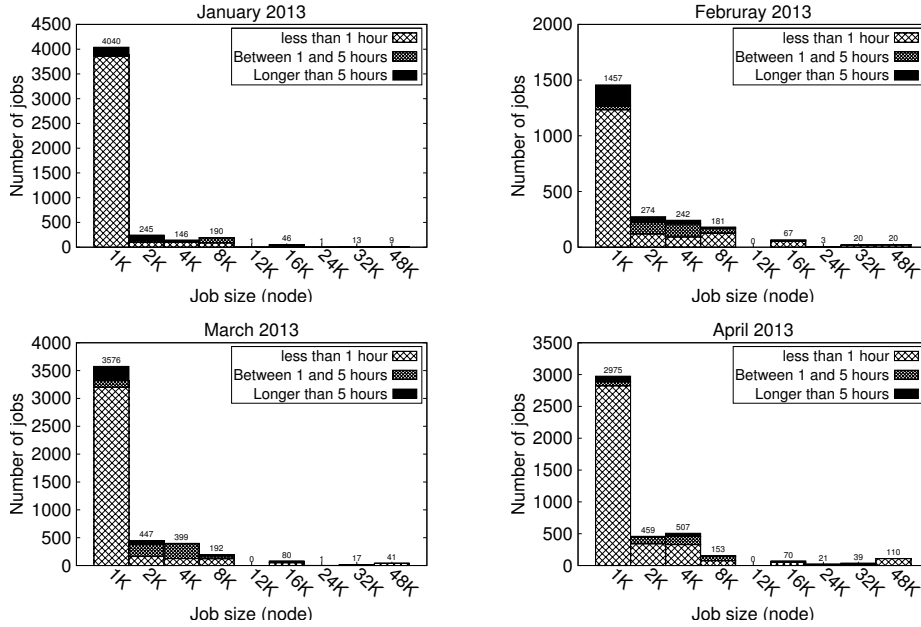 January 2013
Number of jobs
4500
4000
3500
3000
2500
2000
1500
1000
500
0
less than 1 hour
Between 1 and 5 hours
Longer than 5 hours
4040
245
146
190
1
46
1
13
9
1K
2K
4K
8K
12K
16K
24K
32K
48K
Job size (node)
Februray 2013
Number of jobs
2000
1500
1000
500
0
less than 1 hour
Between 1 and 5 hours
Longer than 5 hours
1457
274
242
181
0
67
3
20
20
1K
2K
4K
8K
12K
16K
24K
32K
48K
Job size (node)
March 2013
Number of jobs
4000
3500
3000
2500
2000
1500
1000
500
0
less than 1 hour
Between 1 and 5 hours
Longer than 5 hours
3576
447
399
192
0
80
1
17
41
1K
2K
4K
8K
12K
16K
24K
32K
48K
Job size (node)
April 2013
Number of jobs
3500
3000
2500
2000
1500
1000
500
0
less than 1 hour
Between 1 and 5 hours
Longer than 5 hours
2975
459
507
153
0
70
21
39
110
1K
2K
4K
8K
12K
16K
24K
32K
48K
Job size (node)